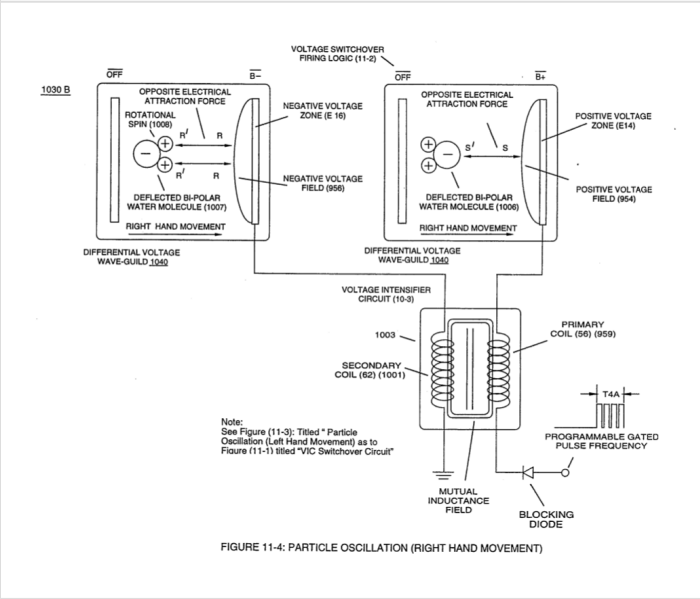 VOLTAGE SWITCHOVER
FIRING LOGIC (11-2)
OFF
B–
OFF
B+
1030 B
OPPOSITE ELECTRICAL
ATTRACTION FORCE
ROTATIONAL
SPIN (1008)
R' R
R' R
DEFLECTED BI-POLAR
WATER MOLECULE (1007)
RIGHT HAND MOVEMENT
NEGATIVE VOLTAGE
ZONE (E 16)
NEGATIVE VOLTAGE
FIELD (956)
OPPOSITE ELECTRICAL
ATTRACTION FORCE
S' S
DEFLECTED BI-POLAR
WATER MOLECULE (1006)
RIGHT HAND MOVEMENT
POSITIVE VOLTAGE
ZONE (E14)
POSITIVE VOLTAGE
FIELD (954)
DIFFERENTIAL VOLTAGE
WAVE-GUILD 1040
DIFFERENTIAL VOLTAGE
WAVE-GUILD 1040
VOLTAGE INTENSIFIER
CIRCUIT (10-3)
1003
PRIMARY
COIL (56) (959)
SECONDARY
COIL (62) (1001)
T4A
PROGRAMMABLE GATED
PULSE FREQUENCY
Note:
See Figure (11-3): Titled " Particle
Oscillation (Left Hand Movement) as to
Figure (11-1) titled "VIC Switchover Circuit"
MUTUAL
INDUCTANCE
FIELD
BLOCKING
DIODE
FIGURE 11-4: PARTICLE OSCILLATION (RIGHT HAND MOVEMENT)